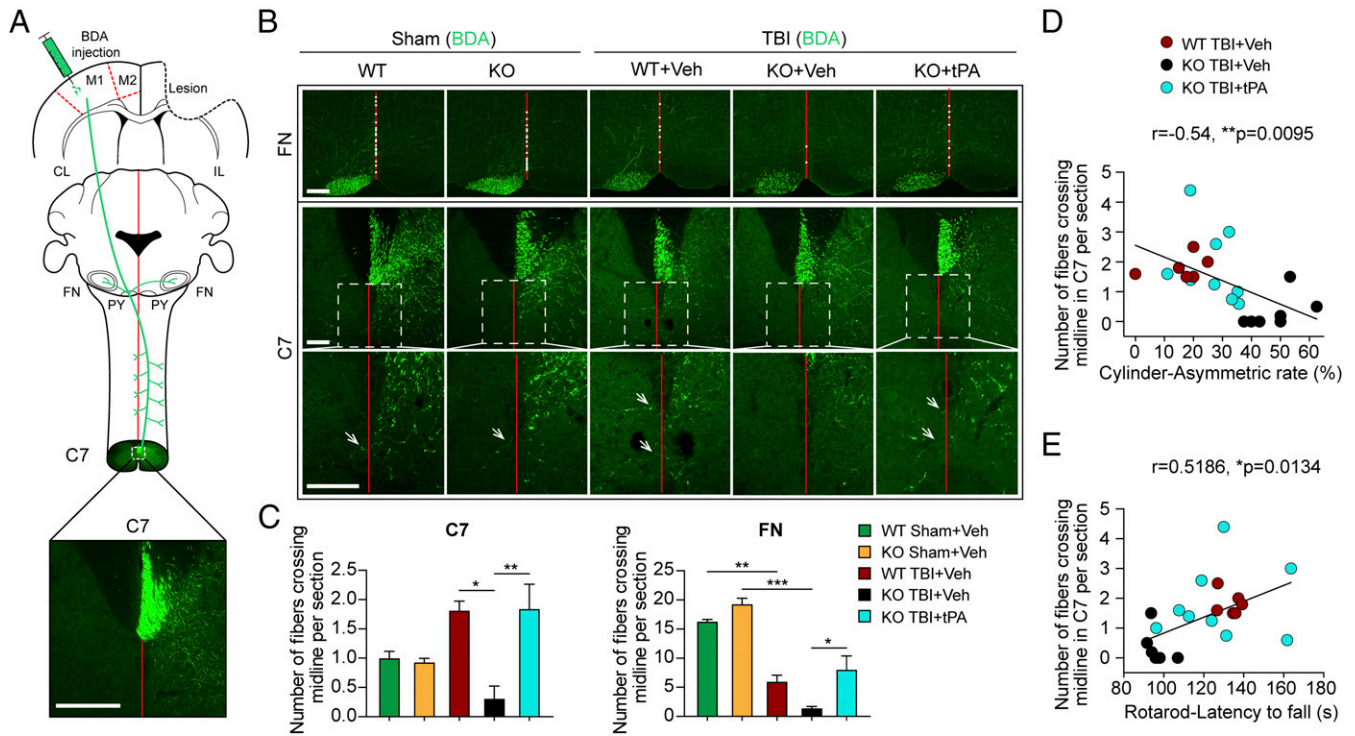 A
BDA
injection
M1
M2
Lesion
CL
IL
FN
PY
PY
FN
C7
C7
B
Sham (BDA)
TBI (BDA)
WT
KO
WT+Veh
KO+Veh
KO+tPA
FN
C7
C
C7
Number of fibers crossing
midline per section
2.5
2.0
1.5
1.0
0.5
0.0
*
**
FN
Number of fibers crossing
midline per section
25
20
15
10
5
0
**
***
*
WT Sham+Veh
KO Sham+Veh
WT TBI+Veh
KO TBI+Veh
KO TBI+tPA
D
WT TBI+Veh
KO TBI+Veh
KO TBI+tPA
r=-0.54, **p=0.0095
Number of fibers crossing
midline in C7 per section
5
4
3
2
1
0
0 10 20 30 40 50 60
Cylinder-Asymmetric rate (%)
E
r=0.5186, *p=0.0134
Number of fibers crossing
midline in C7 per section
5
4
3
2
1
0
80 100 120 140 160 180
Rotarod-Latency to fall (s)